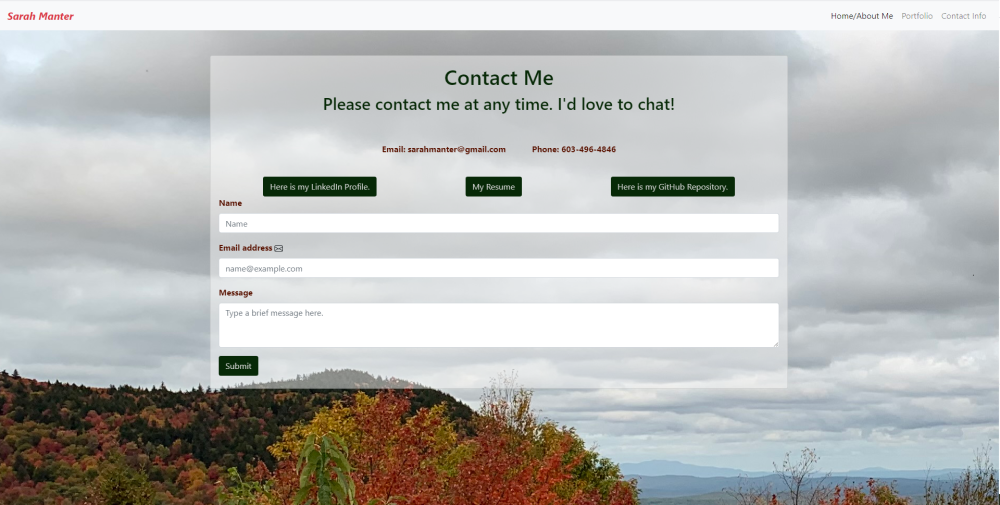 Sarah Manter
Home/About Me Portfolio Contact Info
Contact Me
Please contact me at any time. I'd love to chat!
Email: sarahmanter@gmail.com Phone: 603-496-4846
Here is my LinkedIn Profile. My Resume Here is my GitHub Repository.
Name
Name
Email address
name@example.com
Message
Type a brief message here.
Submit